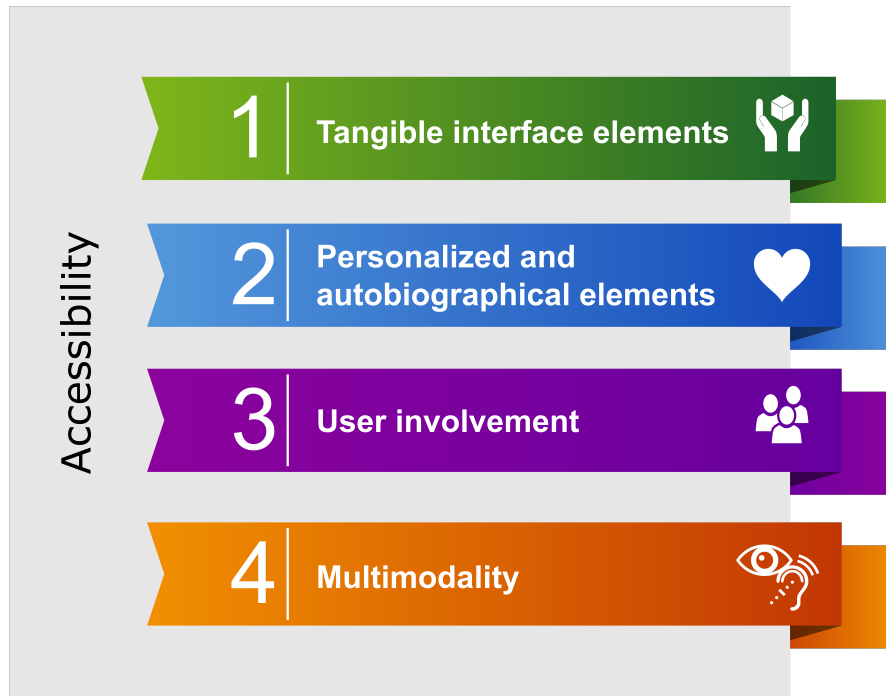 Accessibility
1
Tangible interface elements
2
Personalized and
autobiographical elements
3
User involvement
4
Multimodality